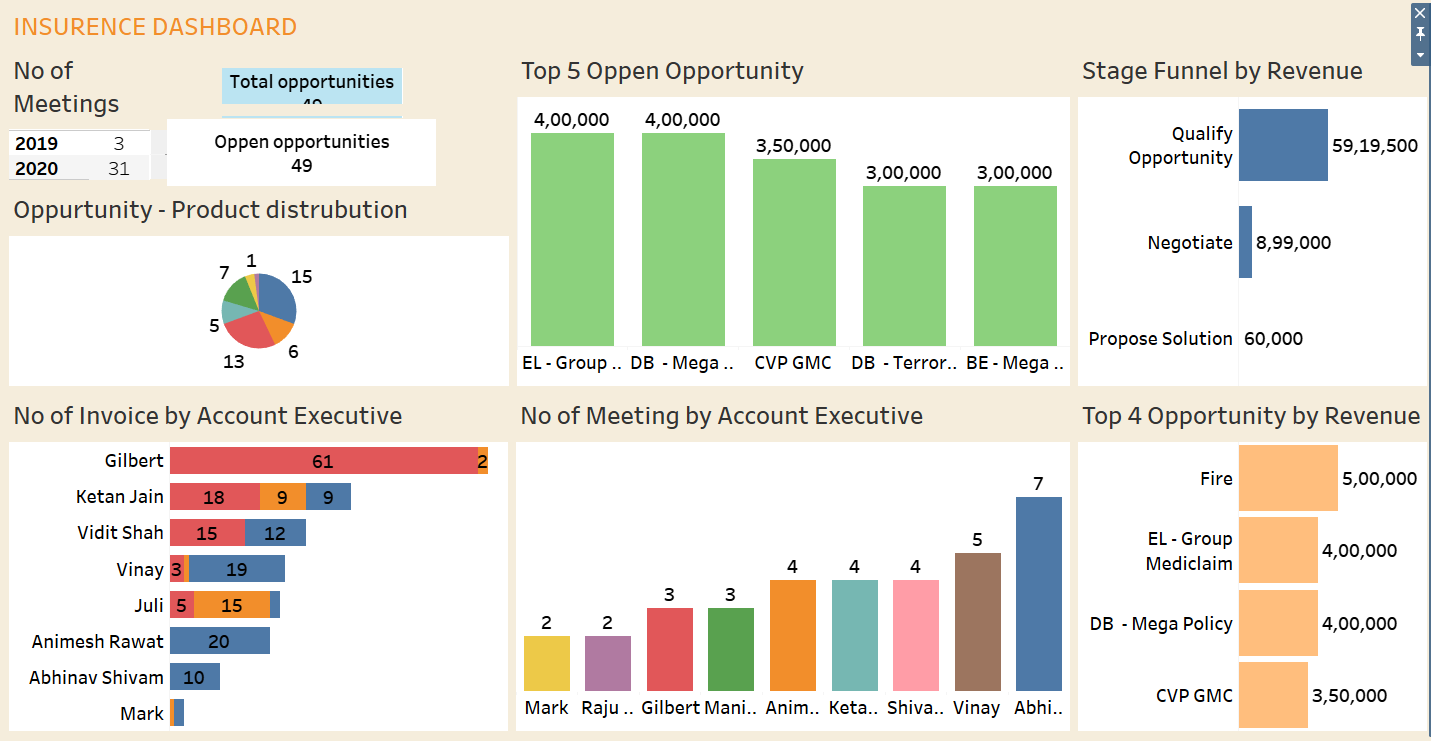 INSURENCE DASHBOARD
No of
Meetings
2019 3
2020 31
Total opportunities
Oppen opportunities
49
Oppurtunity - Product distrubution
1
15
7
5
6
13
Top 5 Oppen Opportunity
4,00,000 4,00,000 3,50,000 3,00,000 3,00,000
EL - Group .. DB  - Mega .. CVP GMC DB  - Terror.. BE - Mega ..
Stage Funnel by Revenue
Qualify
Opportunity 59,19,500
Negotiate 8,99,000
Propose Solution 60,000
No of Invoice by Account Executive
Gilbert 61 2
Ketan Jain 18 9 9
Vidit Shah 15 12
Vinay 3 19
Juli 5 15
Animesh Rawat 20
Abhinav Shivam 10
Mark
No of Meeting by Account Executive
2 2 3 3 4 4 4 5 7
Mark Raju .. Gilbert Mani.. Anim.. Keta.. Shiva.. Vinay Abhi..
Top 4 Opportunity by Revenue
Fire 5,00,000
EL - Group
Mediclaim 4,00,000
DB  - Mega Policy 4,00,000
CVP GMC 3,50,000